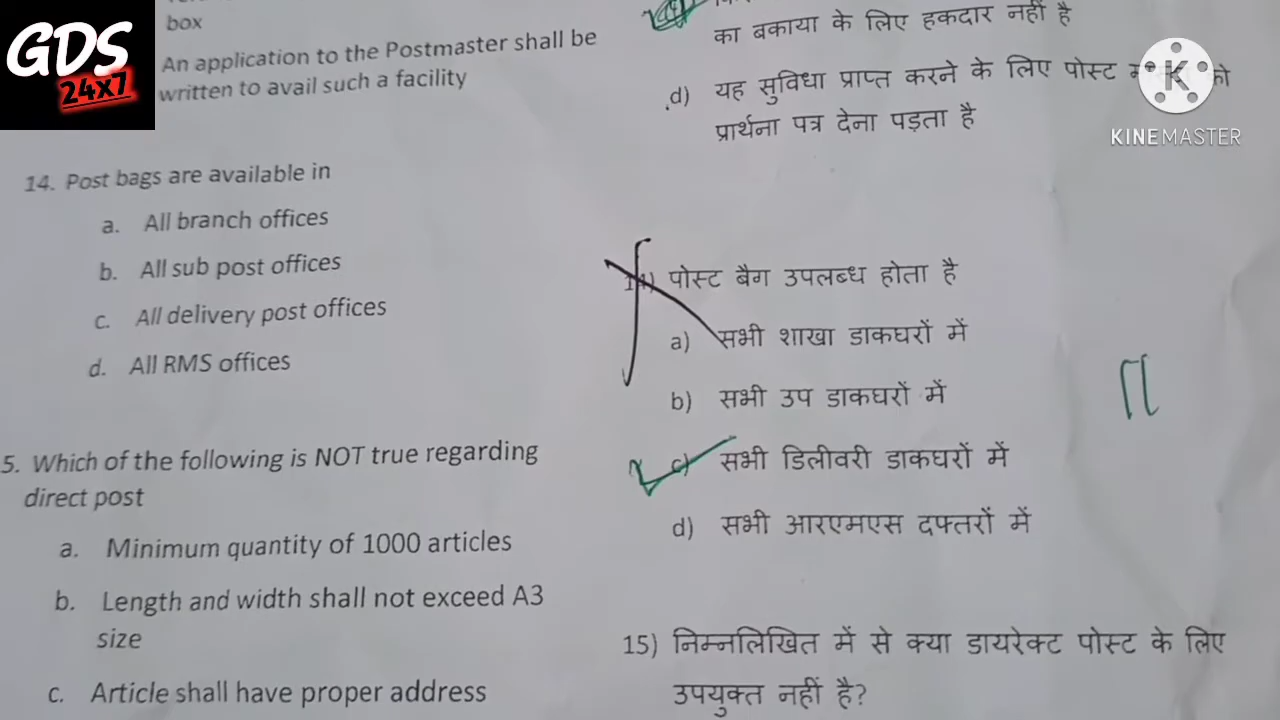 GDS
24x7
box
An application to the Postmaster shall be
written to avail such a facility
14. Post bags are available in
a. All branch offices
b. All sub post offices
c. All delivery post offices
d. All RMS offices
5. Which of the following is NOT true regarding
direct post
a. Minimum quantity of 1000 articles
b. Length and width shall not exceed A3
size
c. Article shall have proper address
का बकाया के लिए हकदार नहीं है
d) यह सुविधा प्राप्त करने के लिए पोस्ट को
प्रार्थना पत्र देना पड़ता है
K
KINEMASTER
14) पोस्ट बैग उपलब्ध होता है
a) सभी शाखा डाकघरों में
b) सभी उप डाकघरों में
c) सभी डिलीवरी डाकघरों में
d) सभी आरएमएस दफ्तरों में
15) निम्नलिखित में से क्या डायरेक्ट पोस्ट के लिए
उपयुक्त नहीं है?